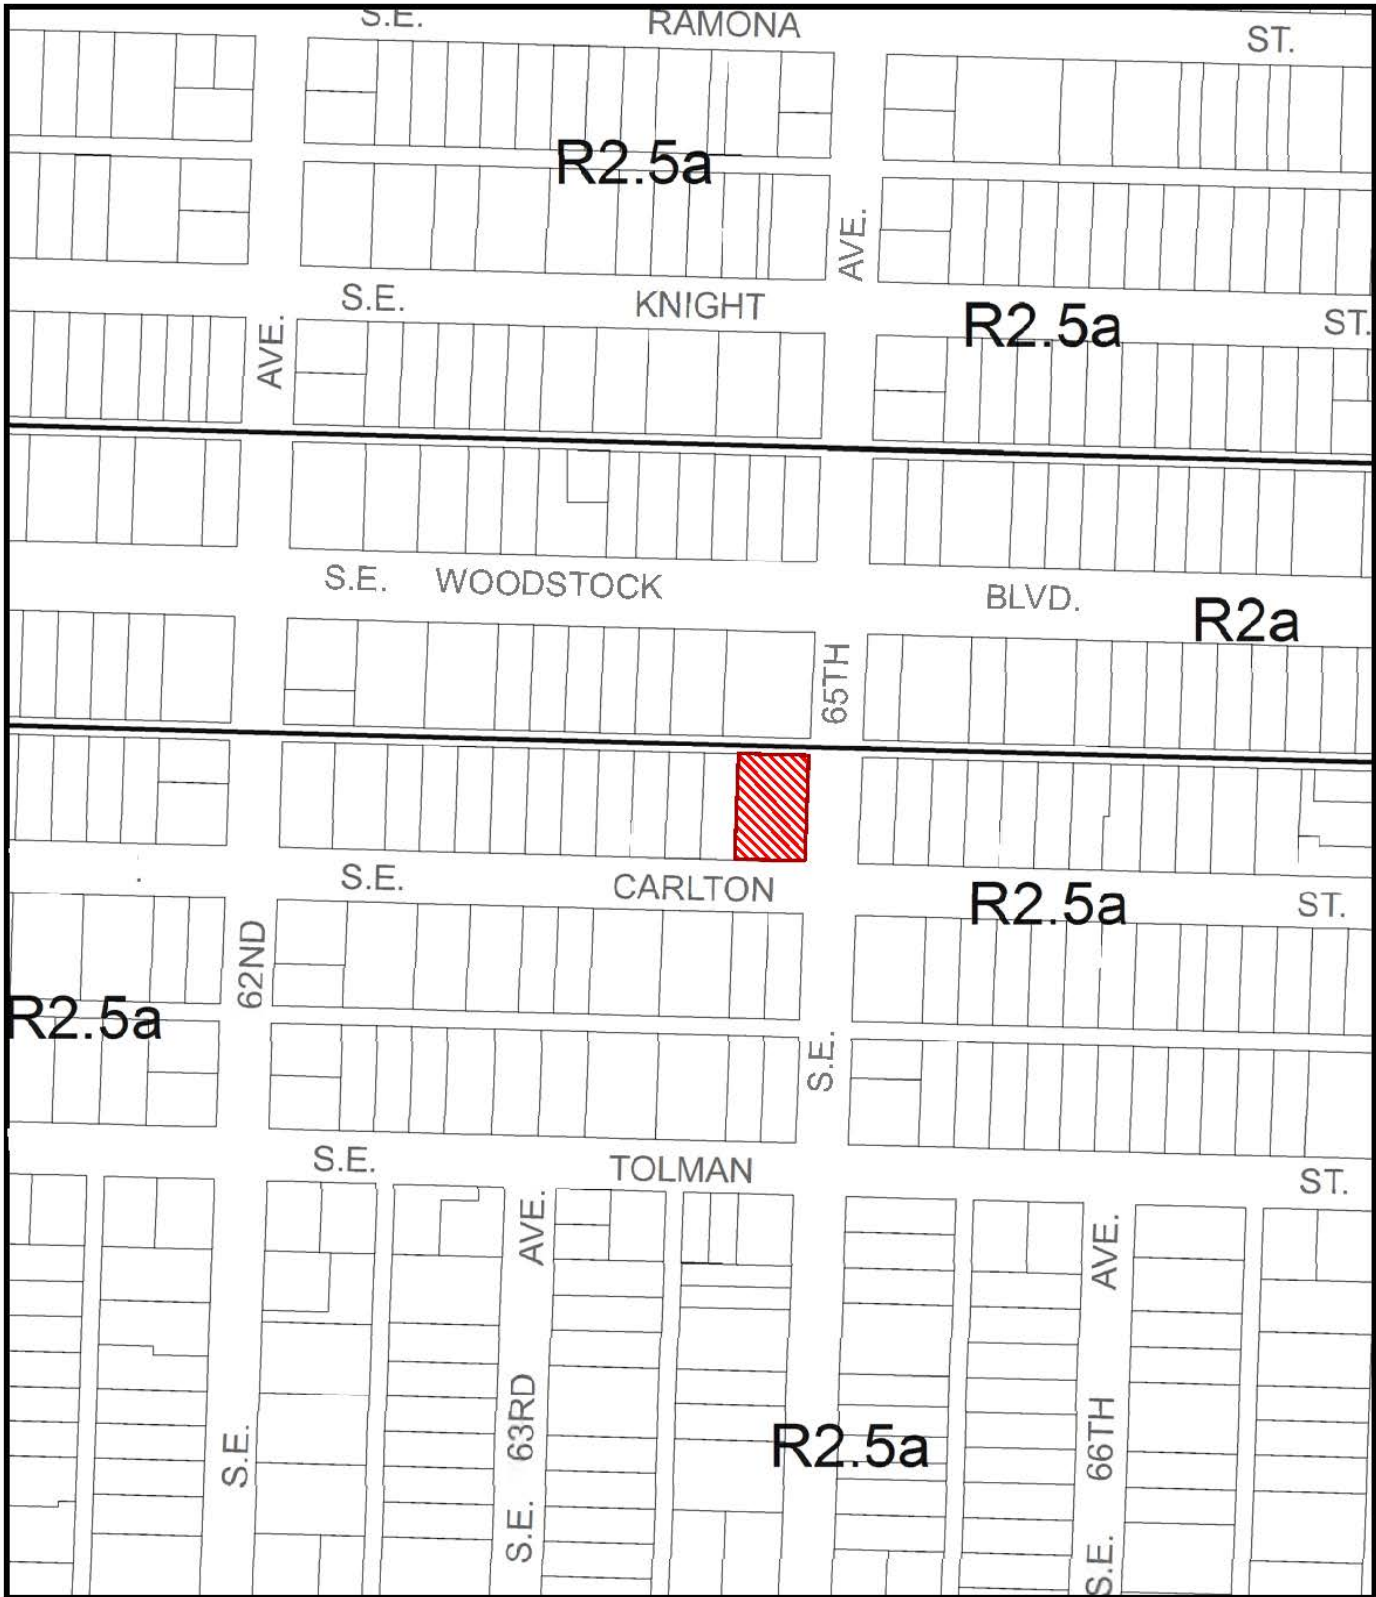 S.E. RAMONA ST.
R2.5a
AVE.
S.E. KNIGHT ST.
R2.5a
AVE.
S.E. WOODSTOCK BLVD.
R2a
65TH
S.E. CARLTON ST.
R2.5a
62ND
R2.5a
S.E.
S.E. TOLMAN ST.
AVE.
AVE.
63RD
R2.5a
66TH
S.E.
S.E.
S.E.